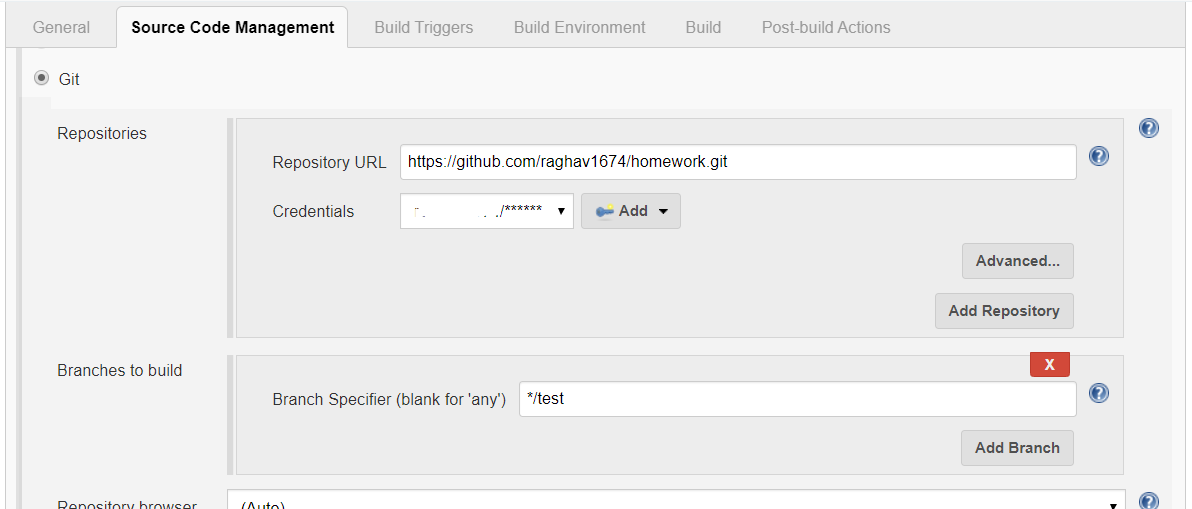 General Source Code Management Build Triggers Build Environment Build Post-build Actions
Git
Repositories
Repository URL https://github.com/raghav1674/homework.git
Credentials /****** Add
Advanced...
Add Repository
Branches to build
X
Branch Specifier (blank for 'any') */test
Add Branch
Repository browser (Auto)